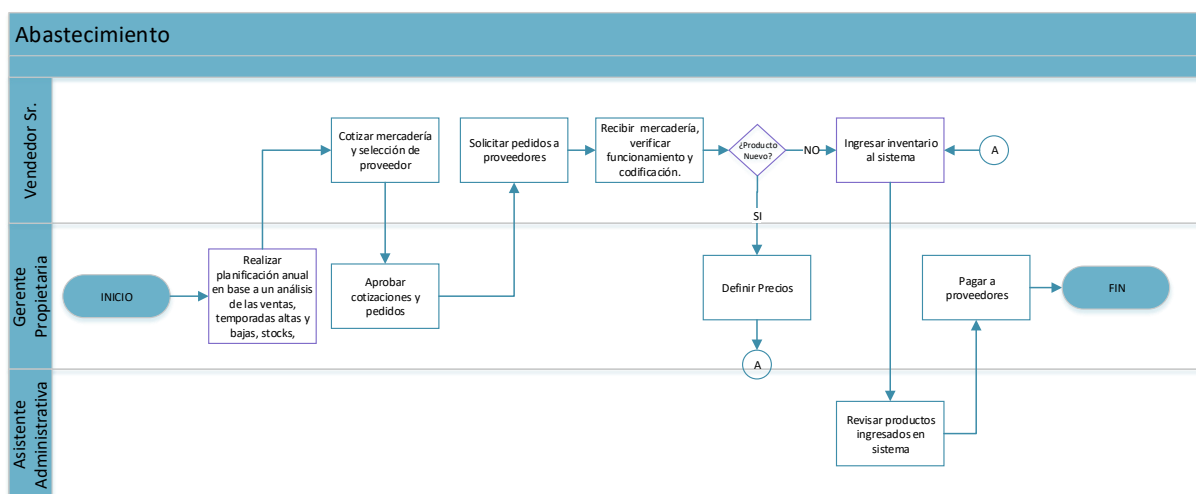 Abastecimiento
Vendedor Sr.
Cotizar mercadería
y selección de
proveedor
Solicitar pedidos a
proveedores
Recibir mercadería,
verificar
funcionamiento y
codificación.
¿Producto
Nuevo?
NO
Ingresar inventario
al sistema
A
SI
Gerente
Propietaria
INICIO
Realizar
planificación anual
en base a un análisis
de las ventas,
temporadas altas y
bajas, stocks,
Aprobar
cotizaciones y
pedidos
Definir Precios
A
Pagar a
proveedores
FIN
Asistente
Administrativa
Revisar productos
ingresados en
sistema